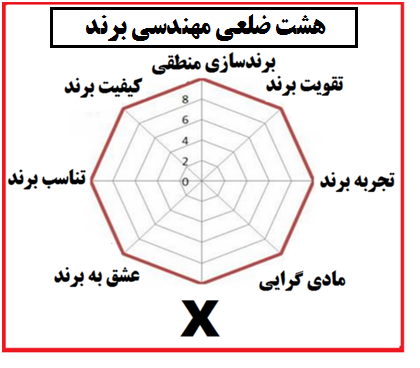 هشت ضلعی مهندسی برند
برندسازی منطقی
کیفیت برند
تقویت برند
8
6
4
2
0
تناسب برند
تجربه برند
عشق به برند
مادی گرایی
X